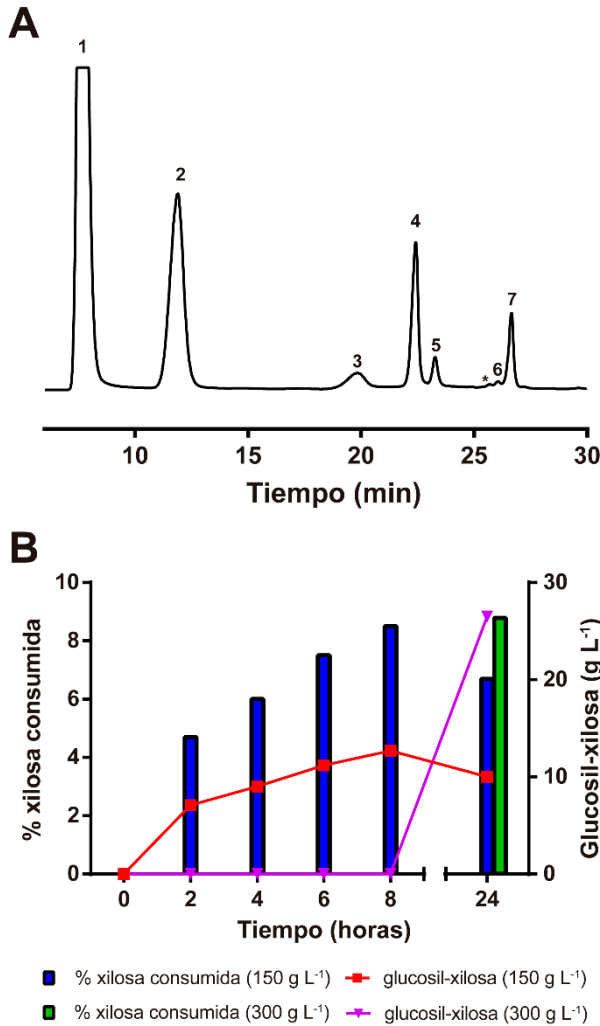 A
1
2
3
4
5
*
6
7
10 15 20 25 30
Tiempo (min)
B
% xilosa consumida
10
8
6
4
2
0
Glucosil-xilosa (g L⁻¹)
30
20
10
0
0 2 4 6 8 24
Tiempo (horas)
% xilosa consumida (150 g L⁻¹) glucosil-xilosa (150 g L⁻¹)
% xilosa consumida (300 g L⁻¹) glucosil-xilosa (300 g L⁻¹)